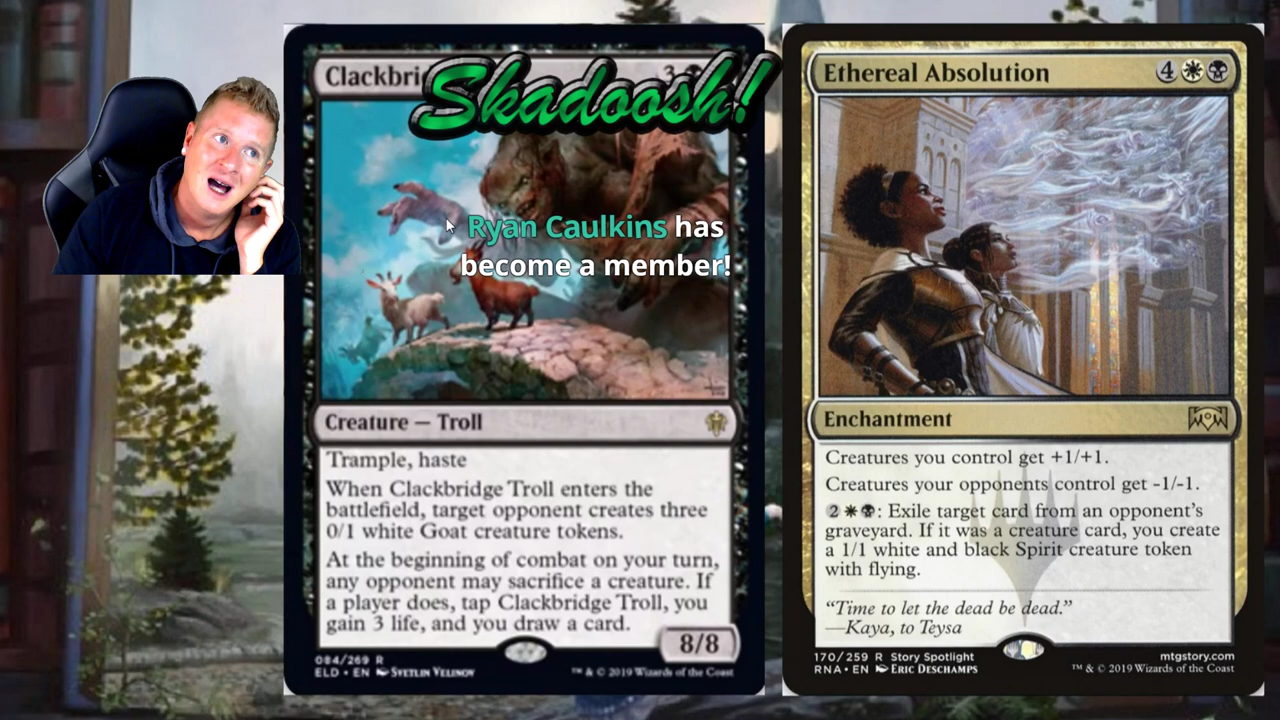 Clackbri
3
Skadoosh!
Ryan Caulkins has
become a member!
Creature — Troll
Trample, haste
When Clackbridge Troll enters the
battlefield, target opponent creates three
0/1 white Goat creature tokens.
At the beginning of combat on your turn,
any opponent may sacrifice a creature. If
a player does, tap Clackbridge Troll, you
gain 3 life, and you draw a card.
8/8
084/269 R
ELD • EN Svetlin Velinov
™ & © 2019 Wizards of the Coast
Ethereal Absolution
4
Enchantment
Creatures you control get +1/+1.
Creatures your opponents control get -1/-1.
2 : Exile target card from an opponent's
graveyard. If it was a creature card, you create
a 1/1 white and black Spirit creature token
with flying.
“Time to let the dead be dead.”
—Kaya, to Teysa
170/259 R Story Spotlight
RNA • EN Eric Deschamps
mtgstory.com
™ & © 2019 Wizards of the Coast